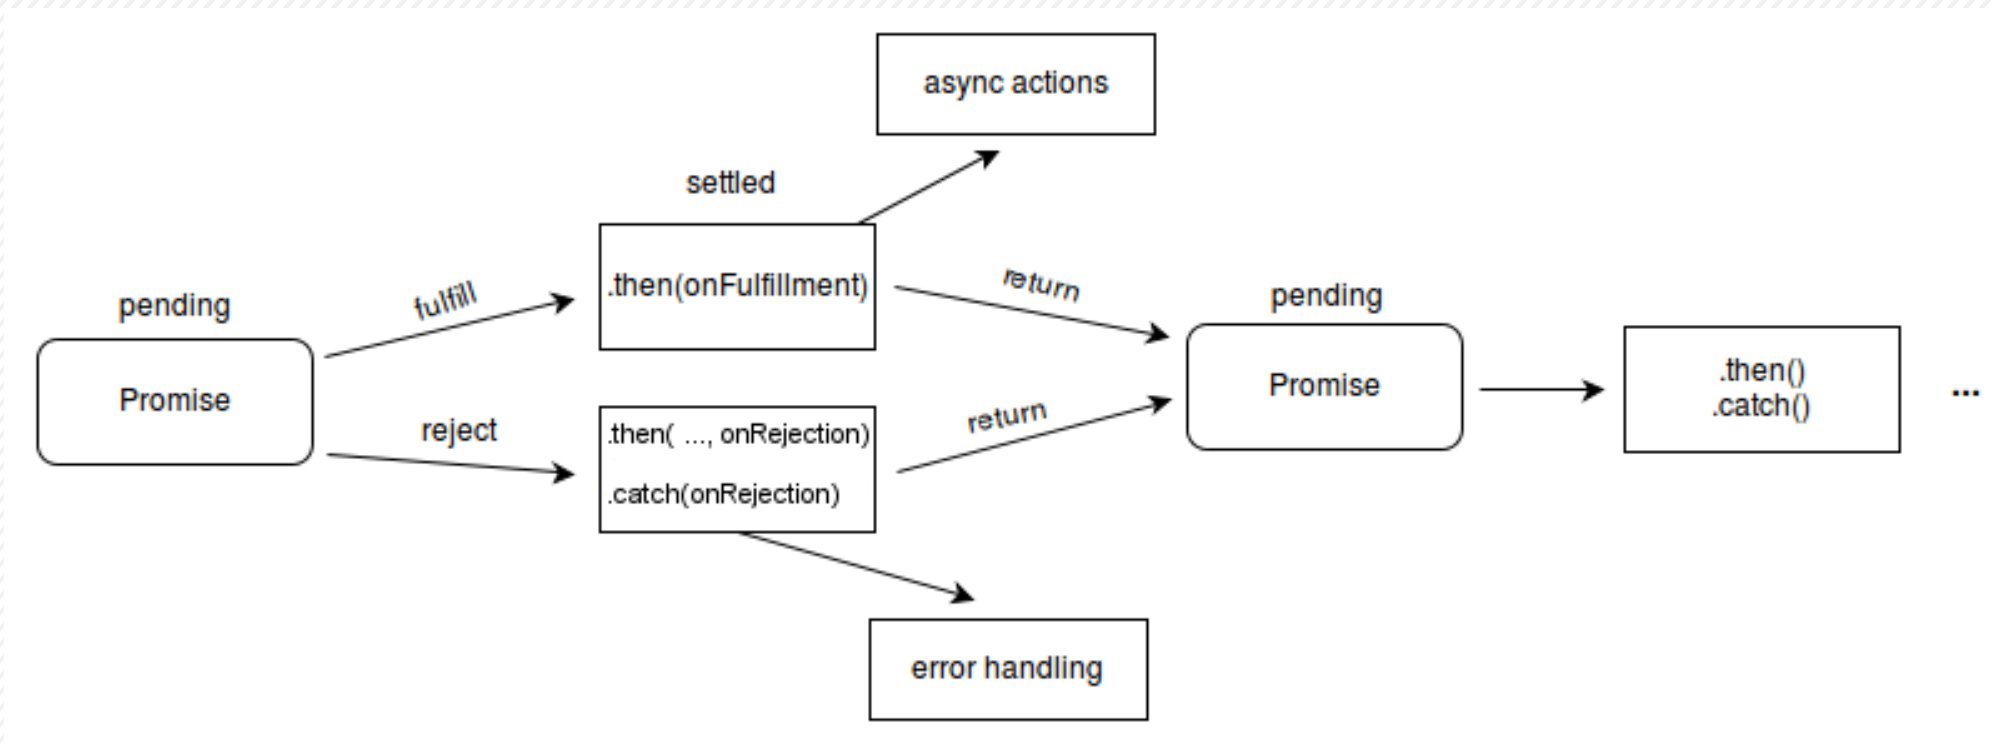 async actions
settled
.then(onFulfillment)
return
fulfill
pending
pending
Promise
Promise
.then()
.catch()
...
reject
.then( ..., onRejection)
.catch(onRejection)
return
error handling